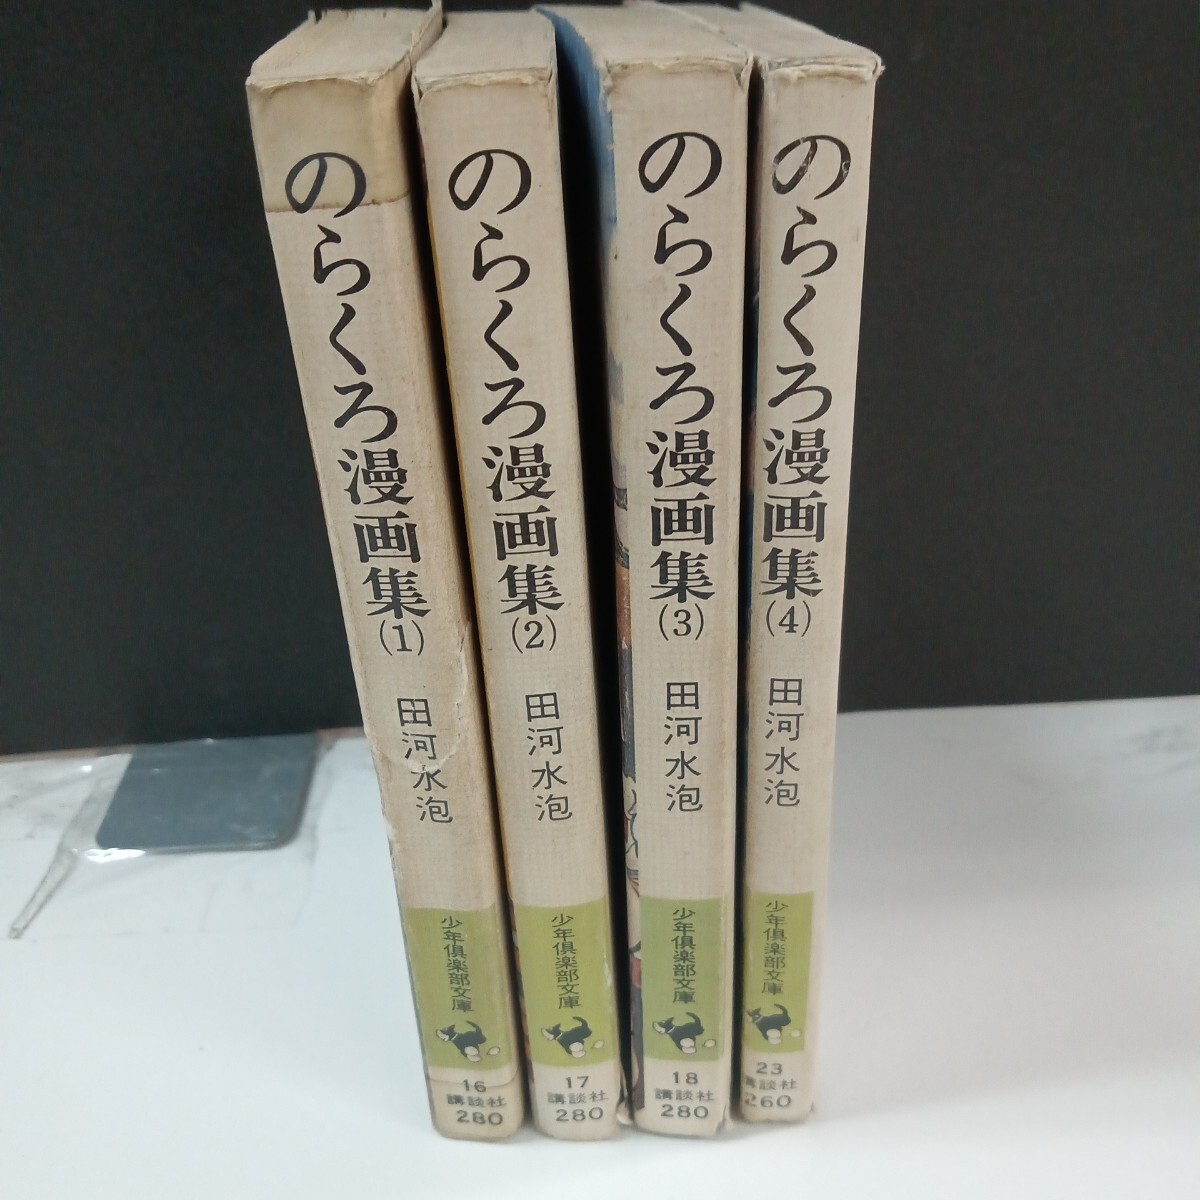 のらくろ漫画集(1)
田河水泡
少年倶楽部文庫
16
講談社
280
のらくろ漫画集(2)
田河水泡
少年倶楽部文庫
17
講談社
280
のらくろ漫画集(3)
田河水泡
少年倶楽部文庫
18
講談社
280
のらくろ漫画集(4)
田河水泡
少年倶楽部文庫
23
講談社
260